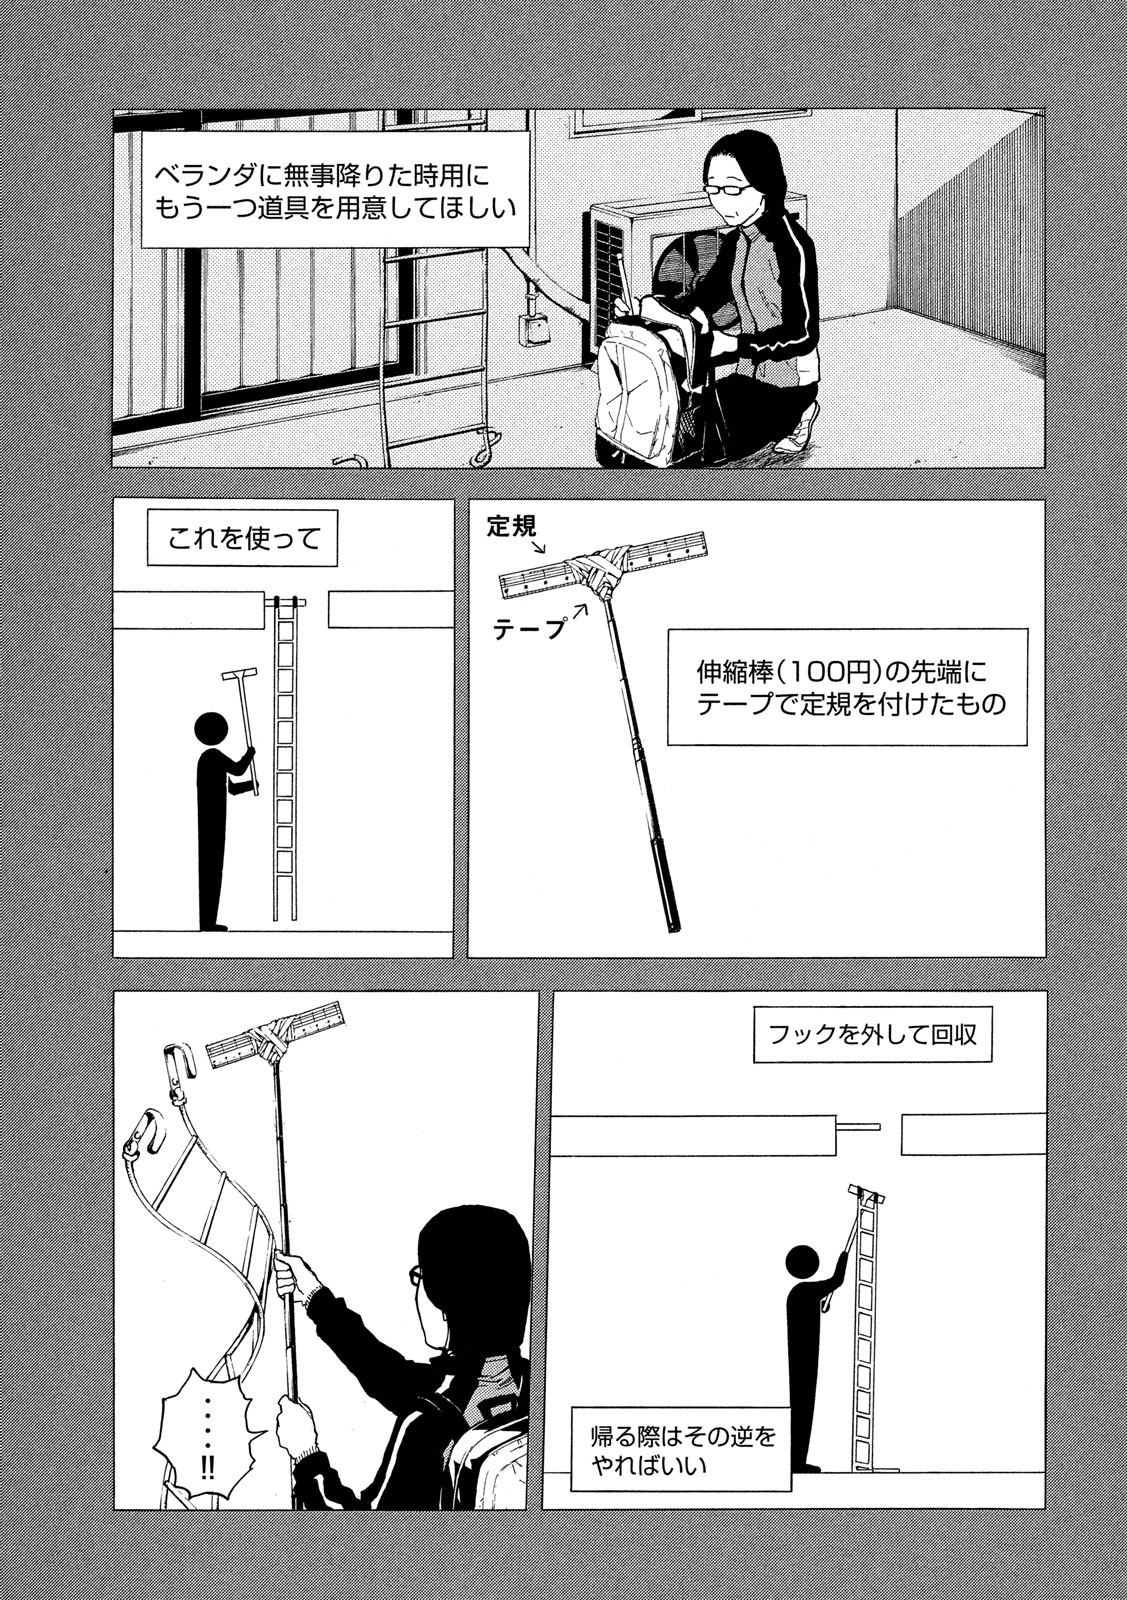 ベランダに無事降りた時用に
もう一つ道具を用意してほしい
定規
テープ
伸縮棒(100円)の先端に
テープで定規を付けたもの
これを使って
フックを外して回収
帰る際はその逆を
やればいい
・・・・・!!